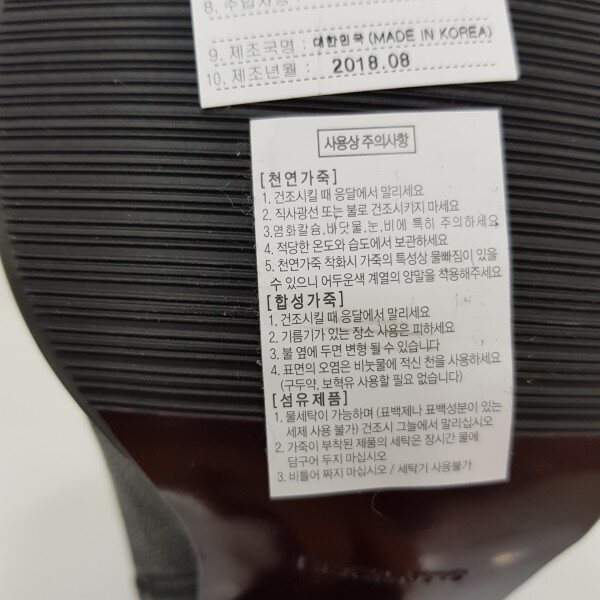 9. 제조국명 : 대한민국 (MADE IN KOREA)
10. 제조년월 : 2018.08
사용상 주의사항
[천연가죽]
1. 건조시킬 때 응달에서 말리세요
2. 직사광선 또는 불로 건조시키지 마세요
3.염화칼슘,바닷물,눈,비에 특히 주의하세요
4. 적당한 온도와 습도에서 보관하세요
5. 천연가죽 착화시 가죽의 특성상 물빠짐이 있을
수 있으니 어두운색 계열의 양말을 착용해주세요
[합성가죽]
1. 건조시킬 때 응달에서 말리세요
2. 기름기가 있는 장소 사용은 피하세요
3. 불 옆에 두면 변형 될 수 있습니다
4. 표면의 오염은 비눗물에 적신 천을 사용하세요
(구두약, 보혁유 사용할 필요 없습니다)
[섬유제품]
1. 물세탁이 가능하며 (표백제나 표백성분이 있는
세제 사용 불가) 건조시 그늘에서 말리십시오
2. 가죽이 부착된 제품의 세탁은 장시간 물에
담구어 두지 마십시오
3. 비틀어 짜지 마십시오 / 세탁기 사용불가